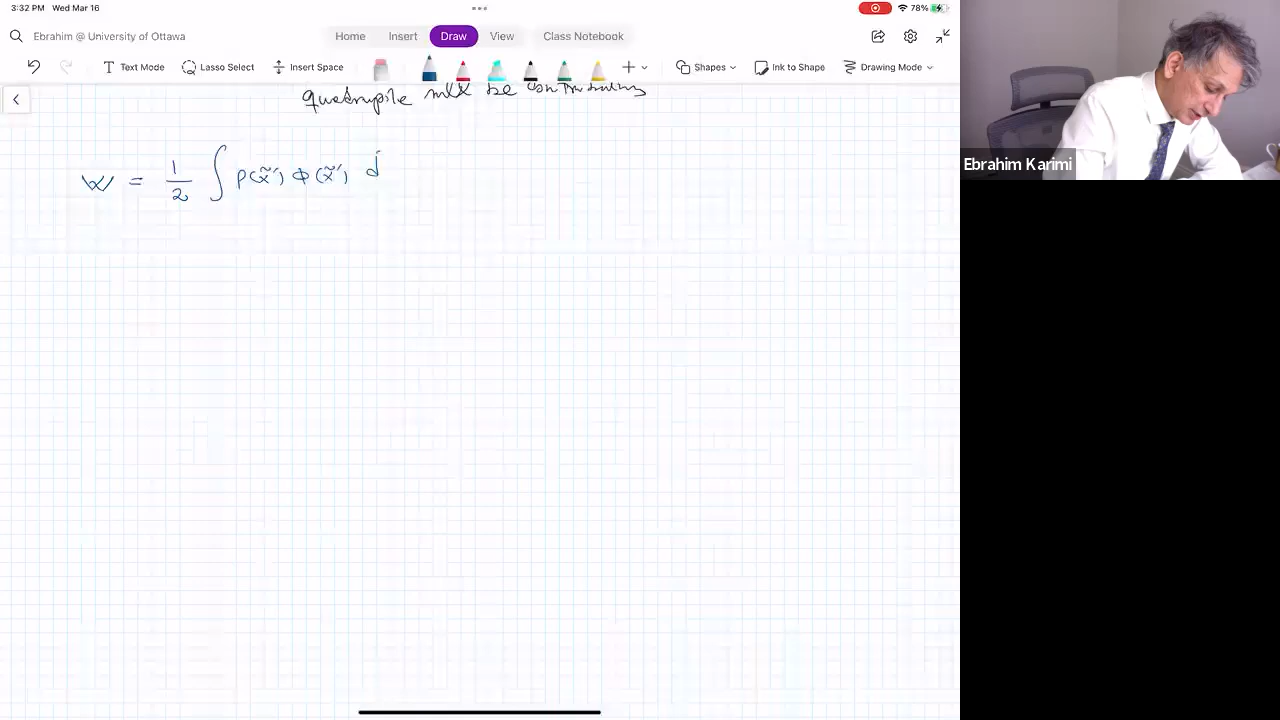 3:32 PM Wed Mar 16
78%
Ebrahim @ University of Ottawa
Home Insert Draw View Class Notebook
Text Mode Lasso Select Insert Space Shapes Ink to Shape Drawing Mode
quadrupole will be contributing
Ebrahim Karimi
W = 1/2 ∫ ρ(x̃′) Φ(x̃′) d